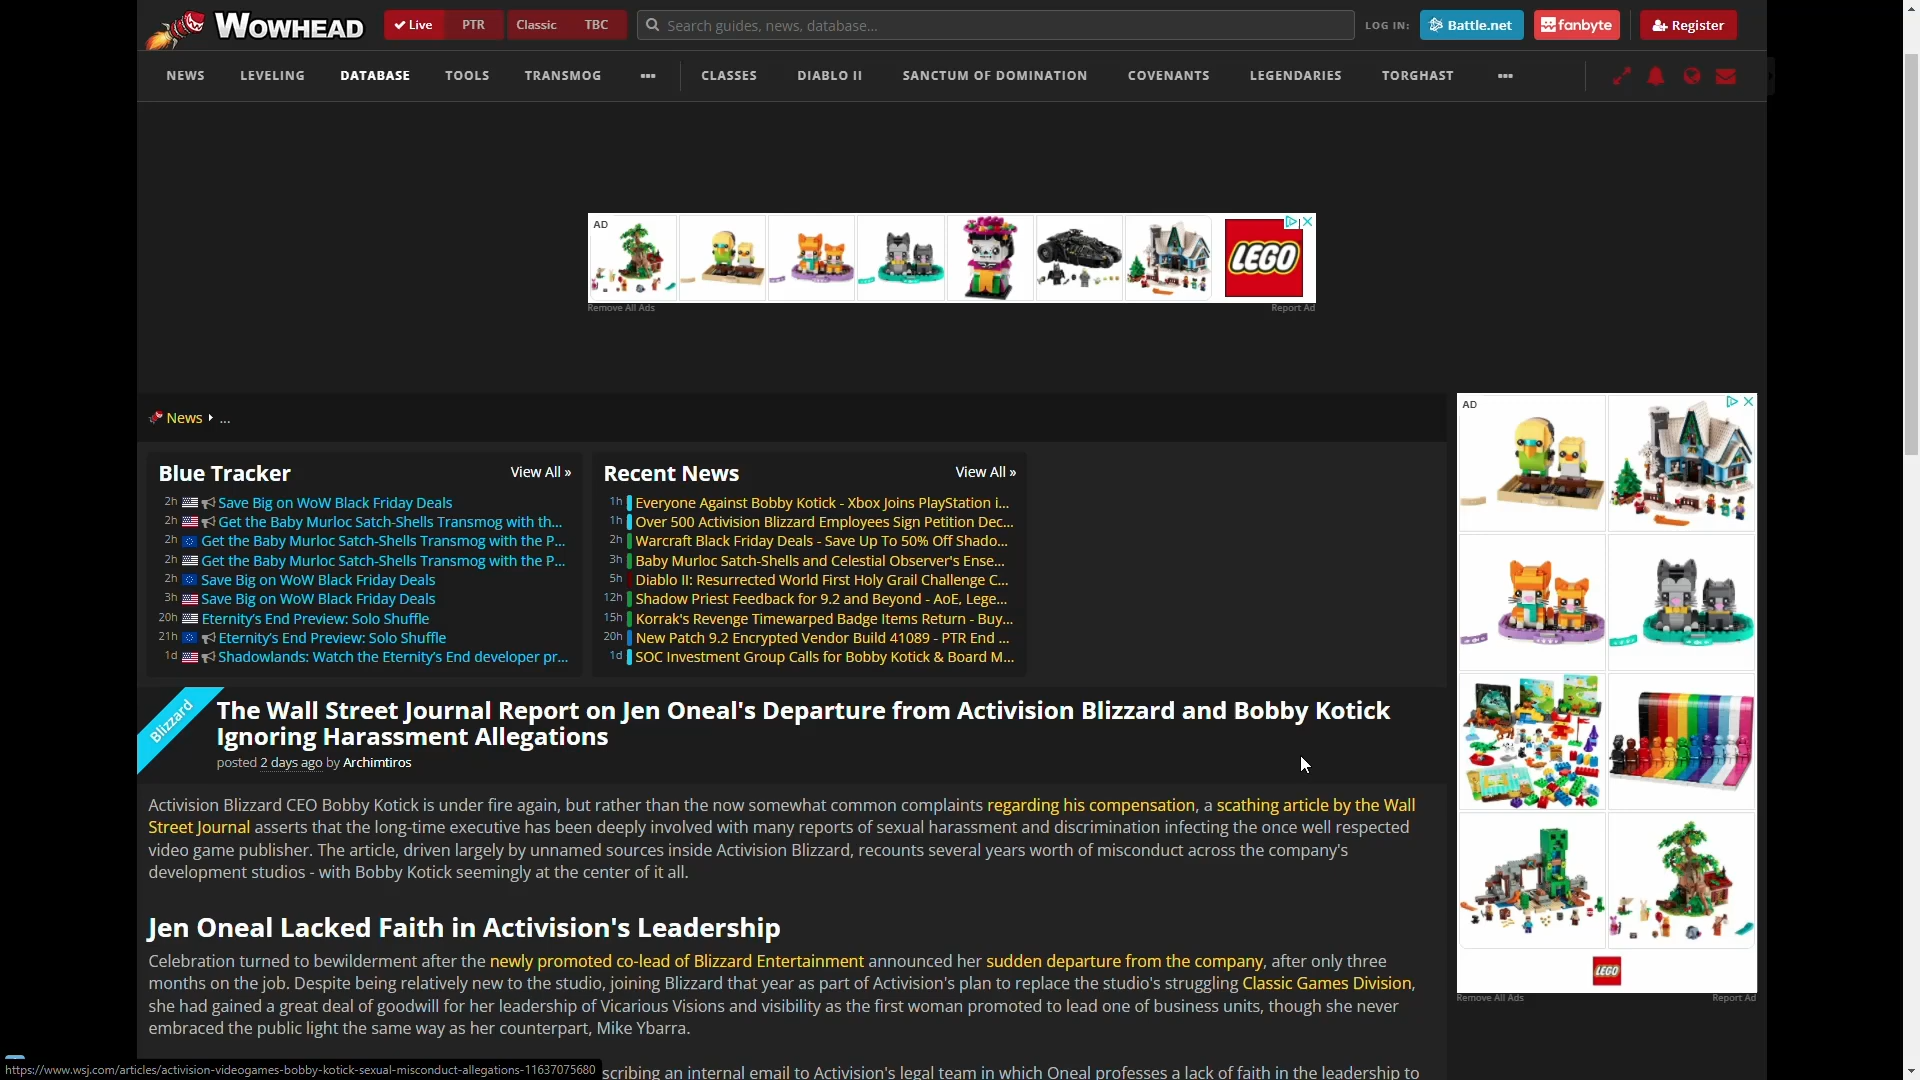 WOWHEAD
Live PTR Classic TBC
Search guides, news, database...
LOG IN: Battle.net fanbyte Register
NEWS LEVELING DATABASE TOOLS TRANSMOG ••• CLASSES DIABLO II SANCTUM OF DOMINATION COVENANTS LEGENDARIES TORGHAST •••
AD
LEGO
Remove All Ads Report Ad
News ...
Blue Tracker View All »
2h Save Big on WoW Black Friday Deals
2h Get the Baby Murloc Satch-Shells Transmog with th...
2h Get the Baby Murloc Satch-Shells Transmog with the P...
2h Get the Baby Murloc Satch-Shells Transmog with the P...
2h Save Big on WoW Black Friday Deals
3h Save Big on WoW Black Friday Deals
20h Eternity's End Preview: Solo Shuffle
21h Eternity's End Preview: Solo Shuffle
1d Shadowlands: Watch the Eternity's End developer pr...
Recent News View All »
1h Everyone Against Bobby Kotick - Xbox Joins PlayStation i...
1h Over 500 Activision Blizzard Employees Sign Petition Dec...
2h Warcraft Black Friday Deals - Save Up To 50% Off Shado...
3h Baby Murloc Satch-Shells and Celestial Observer's Ense...
5h Diablo II: Resurrected World First Holy Grail Challenge C...
12h Shadow Priest Feedback for 9.2 and Beyond - AoE, Lege...
15h Korrak's Revenge Timewarped Badge Items Return - Buy...
20h New Patch 9.2 Encrypted Vendor Build 41089 - PTR End ...
1d SOC Investment Group Calls for Bobby Kotick & Board M...
Blizzard
The Wall Street Journal Report on Jen Oneal's Departure from Activision Blizzard and Bobby Kotick
Ignoring Harassment Allegations
posted 2 days ago by Archimtiros
Activision Blizzard CEO Bobby Kotick is under fire again, but rather than the now somewhat common complaints regarding his compensation, a scathing article by the Wall
Street Journal asserts that the long-time executive has been deeply involved with many reports of sexual harassment and discrimination infecting the once well respected
video game publisher. The article, driven largely by unnamed sources inside Activision Blizzard, recounts several years worth of misconduct across the company's
development studios - with Bobby Kotick seemingly at the center of it all.
Jen Oneal Lacked Faith in Activision's Leadership
Celebration turned to bewilderment after the newly promoted co-lead of Blizzard Entertainment announced her sudden departure from the company, after only three
months on the job. Despite being relatively new to the studio, joining Blizzard that year as part of Activision's plan to replace the studio's struggling Classic Games Division,
she had gained a great deal of goodwill for her leadership of Vicarious Visions and visibility as the first woman promoted to lead one of business units, though she never
embraced the public light the same way as her counterpart, Mike Ybarra.
scribing an internal email to Activision's legal team in which Oneal professes a lack of faith in the leadership to
https://www.wsj.com/articles/activision-videogames-bobby-kotick-sexual-misconduct-allegations-11637075680
AD
LEGO
Remove All Ads Report Ad